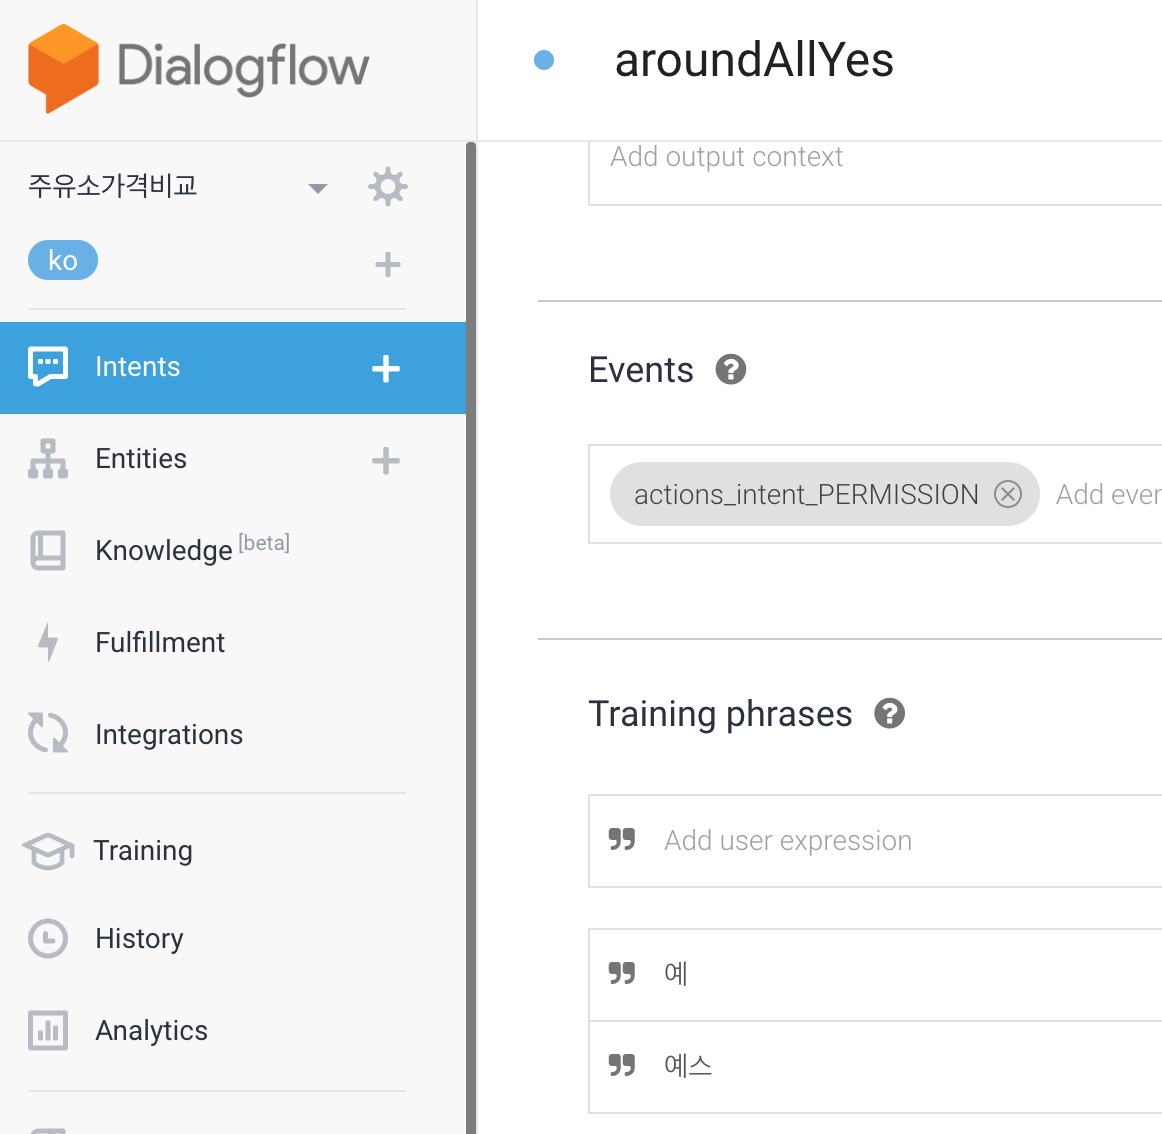 Dialogflow
주유소가격비교
ko
Intents
Entities
Knowledge [beta]
Fulfillment
Integrations
Training
History
Analytics
aroundAllYes
Add output context
Events
actions_intent_PERMISSION Add even
Training phrases
Add user expression
예
예스